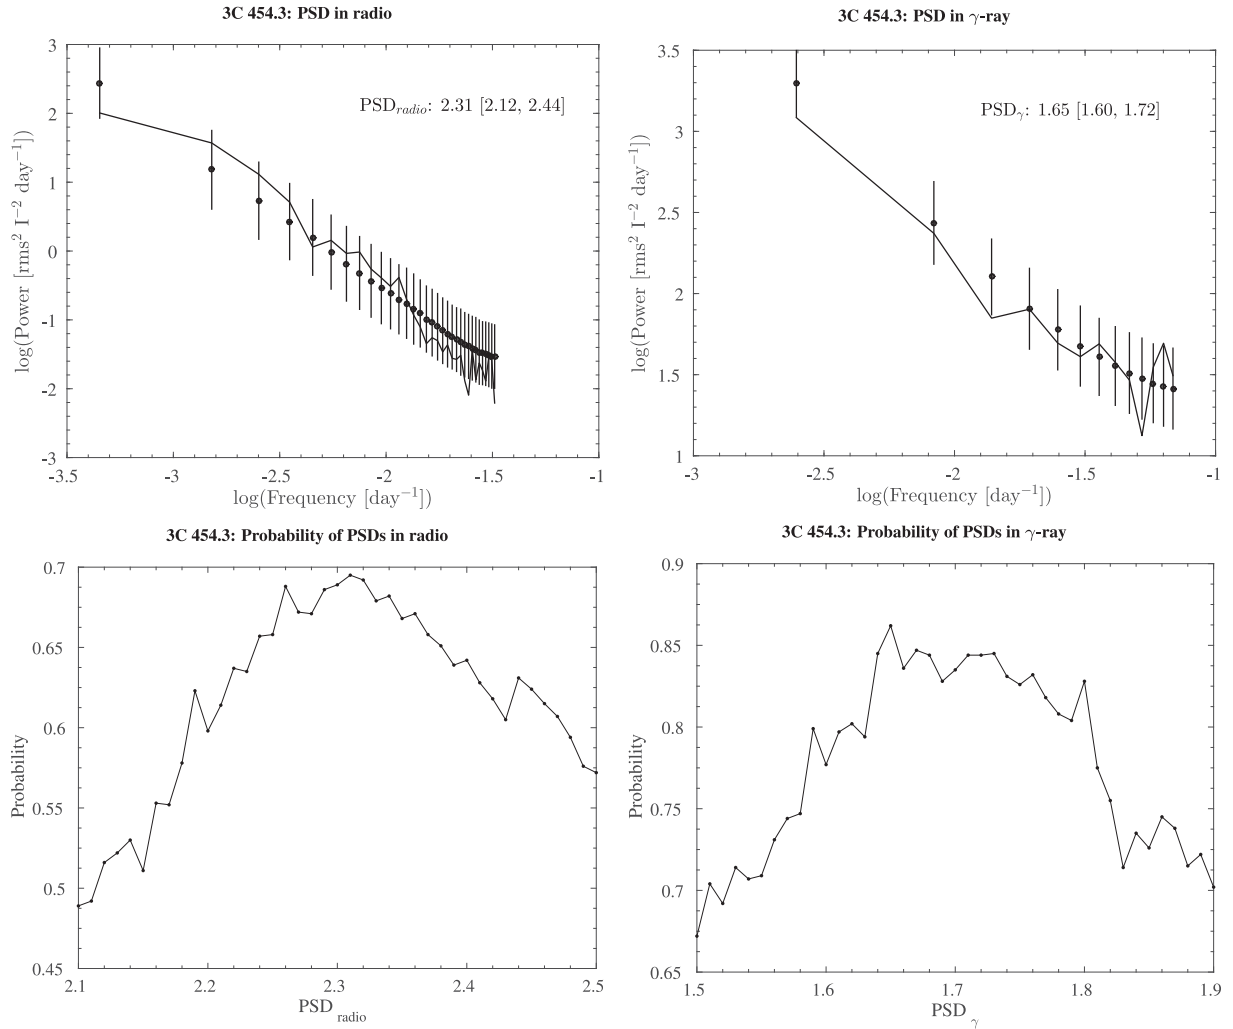 3C 454.3: PSD in radio
3
2
1
0
-1
-2
-3
log(Power [rms² I⁻² day⁻¹])
PSD_radio: 2.31 [2.12, 2.44]
-3.5 -3 -2.5 -2 -1.5 -1
log(Frequency [day⁻¹])
3C 454.3: PSD in γ-ray
3.5
3
2.5
2
1.5
1
log(Power [rms² I⁻² day⁻¹])
PSD_γ: 1.65 [1.60, 1.72]
-3 -2.5 -2 -1.5 -1
log(Frequency [day⁻¹])
3C 454.3: Probability of PSDs in radio
0.7
0.65
0.6
0.55
0.5
0.45
Probability
2.1 2.2 2.3 2.4 2.5
PSD radio
3C 454.3: Probability of PSDs in γ-ray
0.9
0.85
0.8
0.75
0.7
0.65
Probability
1.5 1.6 1.7 1.8 1.9
PSD γ